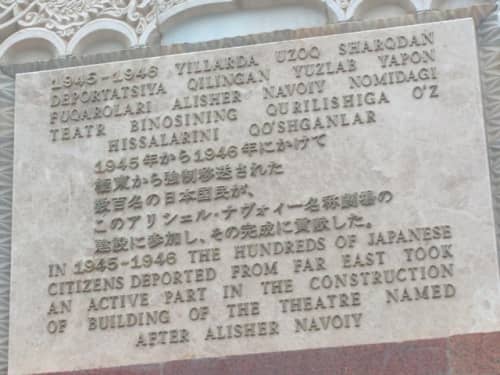 1945-1946 YILLARDA UZOQ SHARQDAN
DEPORTATSIYA QILINGAN YUZLAB YAPON
FUQAROLARI ALISHER NAVOIY NOMIDAGI
TEATR BINOSINING QURILISHIGA O'Z
HISSALARINI QO'SHGANLAR
1945年から1946年にかけて
極東から強制移送された
数百名の日本国民が、
このアリシェル・ナヴォイー名称劇場の
建設に参加し、その完成に貢献した。
IN 1945-1946 THE HUNDREDS OF JAPANESE
CITIZENS DEPORTED FROM FAR EAST TOOK
AN ACTIVE PART IN THE CONSTRUCTION
OF BUILDING OF THE THEATRE NAMED
AFTER ALISHER NAVOIY